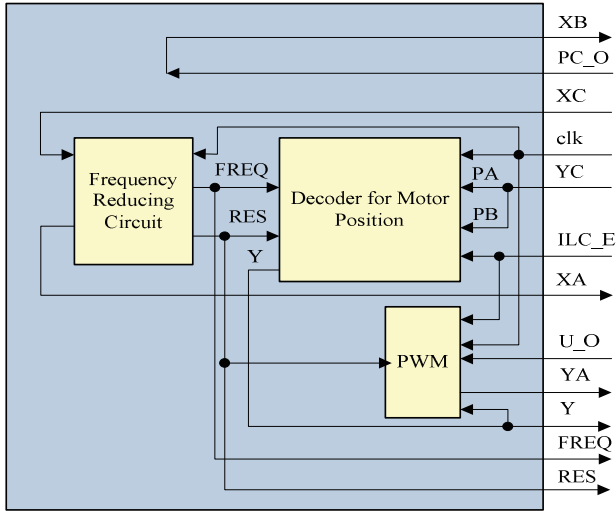 XB
PC_O
XC
clk
YC
ILC_E
XA
U_O
YA
Y
FREQ
RES
Frequency
Reducing
Circuit
FREQ
RES
Y
Decoder for Motor
Position
PA
PB
PWM